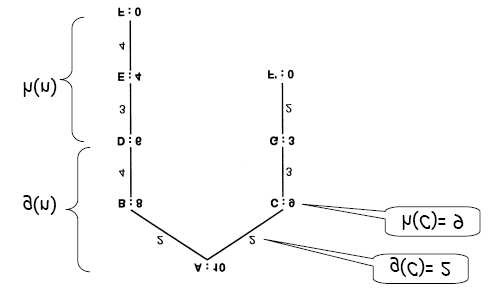 A : 10
g(C)= 2
2
2
h(C)= 9
B : 8
C : 9
g(n)
4
3
D : 6
G : 3
3
2
h(n)
E : 4
F' : 0
4
F : 0